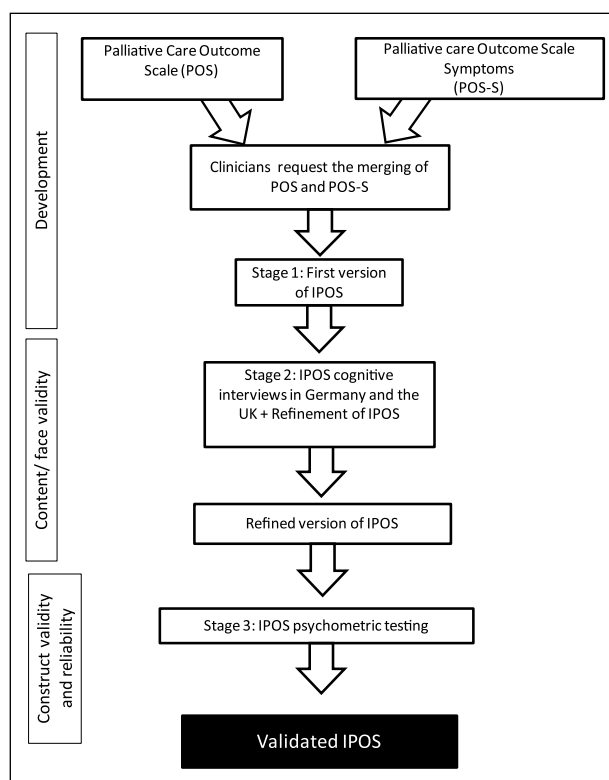 Palliative Care Outcome
Scale (POS)
Palliative care Outcome Scale
Symptoms
(POS-S)
Development
Clinicians request the merging of
POS and POS-S
Stage 1: First version
of IPOS
Content/ face validity
Stage 2: IPOS cognitive
interviews in Germany and the
UK + Refinement of IPOS
Refined version of IPOS
Construct validity
and reliability
Stage 3: IPOS psychometric testing
Validated IPOS